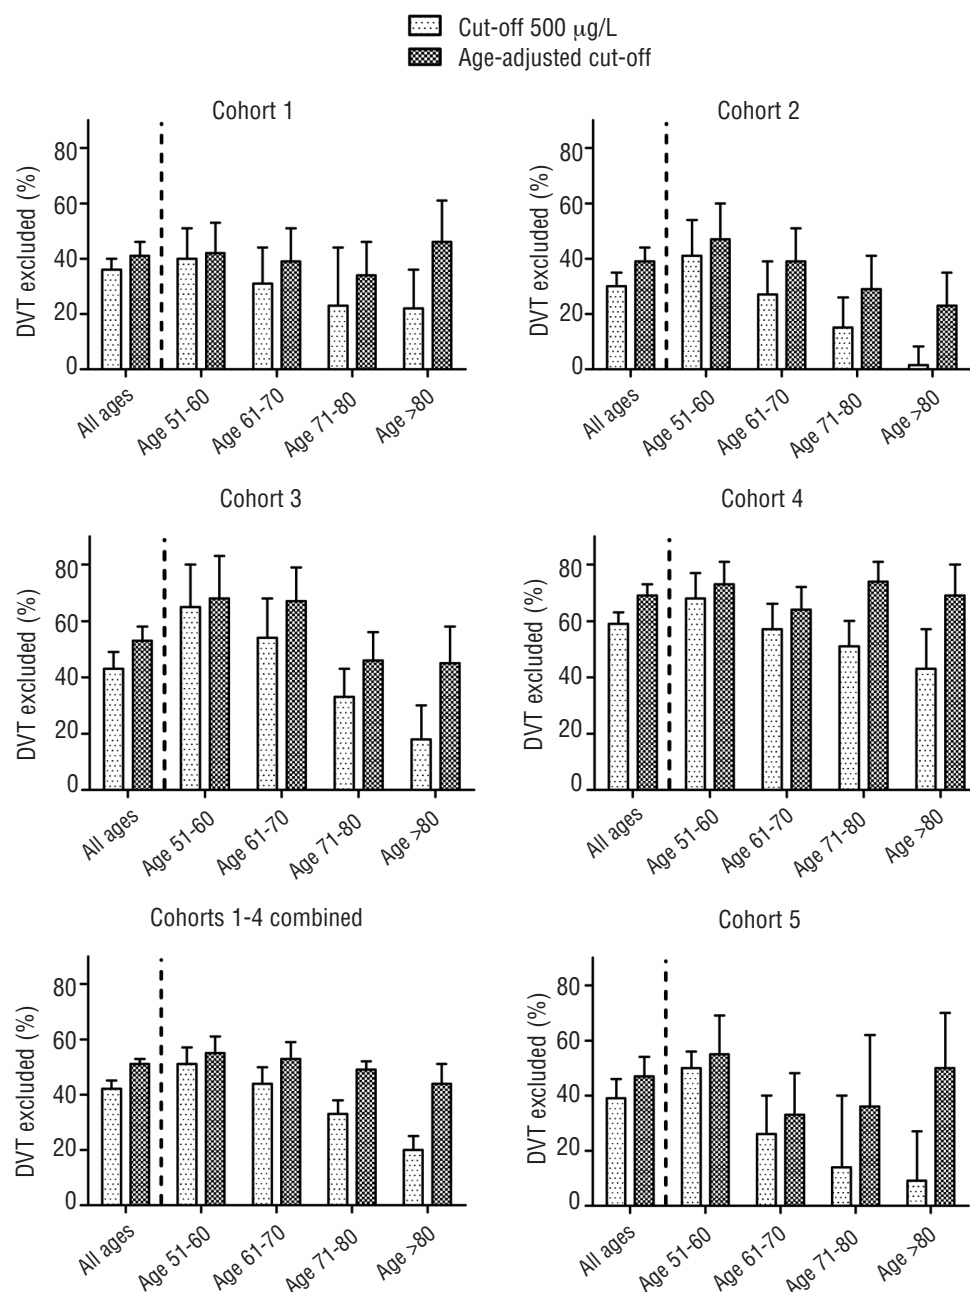 Cut-off 500 μg/L
Age-adjusted cut-off
Cohort 1
DVT excluded (%)
80
60
40
20
0
All ages
Age 51-60
Age 61-70
Age 71-80
Age >80
Cohort 2
DVT excluded (%)
80
60
40
20
0
All ages
Age 51-60
Age 61-70
Age 71-80
Age >80
Cohort 3
DVT excluded (%)
80
60
40
20
0
All ages
Age 51-60
Age 61-70
Age 71-80
Age >80
Cohort 4
DVT excluded (%)
80
60
40
20
0
All ages
Age 51-60
Age 61-70
Age 71-80
Age >80
Cohorts 1-4 combined
DVT excluded (%)
80
60
40
20
0
All ages
Age 51-60
Age 61-70
Age 71-80
Age >80
Cohort 5
DVT excluded (%)
80
60
40
20
0
All ages
Age 51-60
Age 61-70
Age 71-80
Age >80